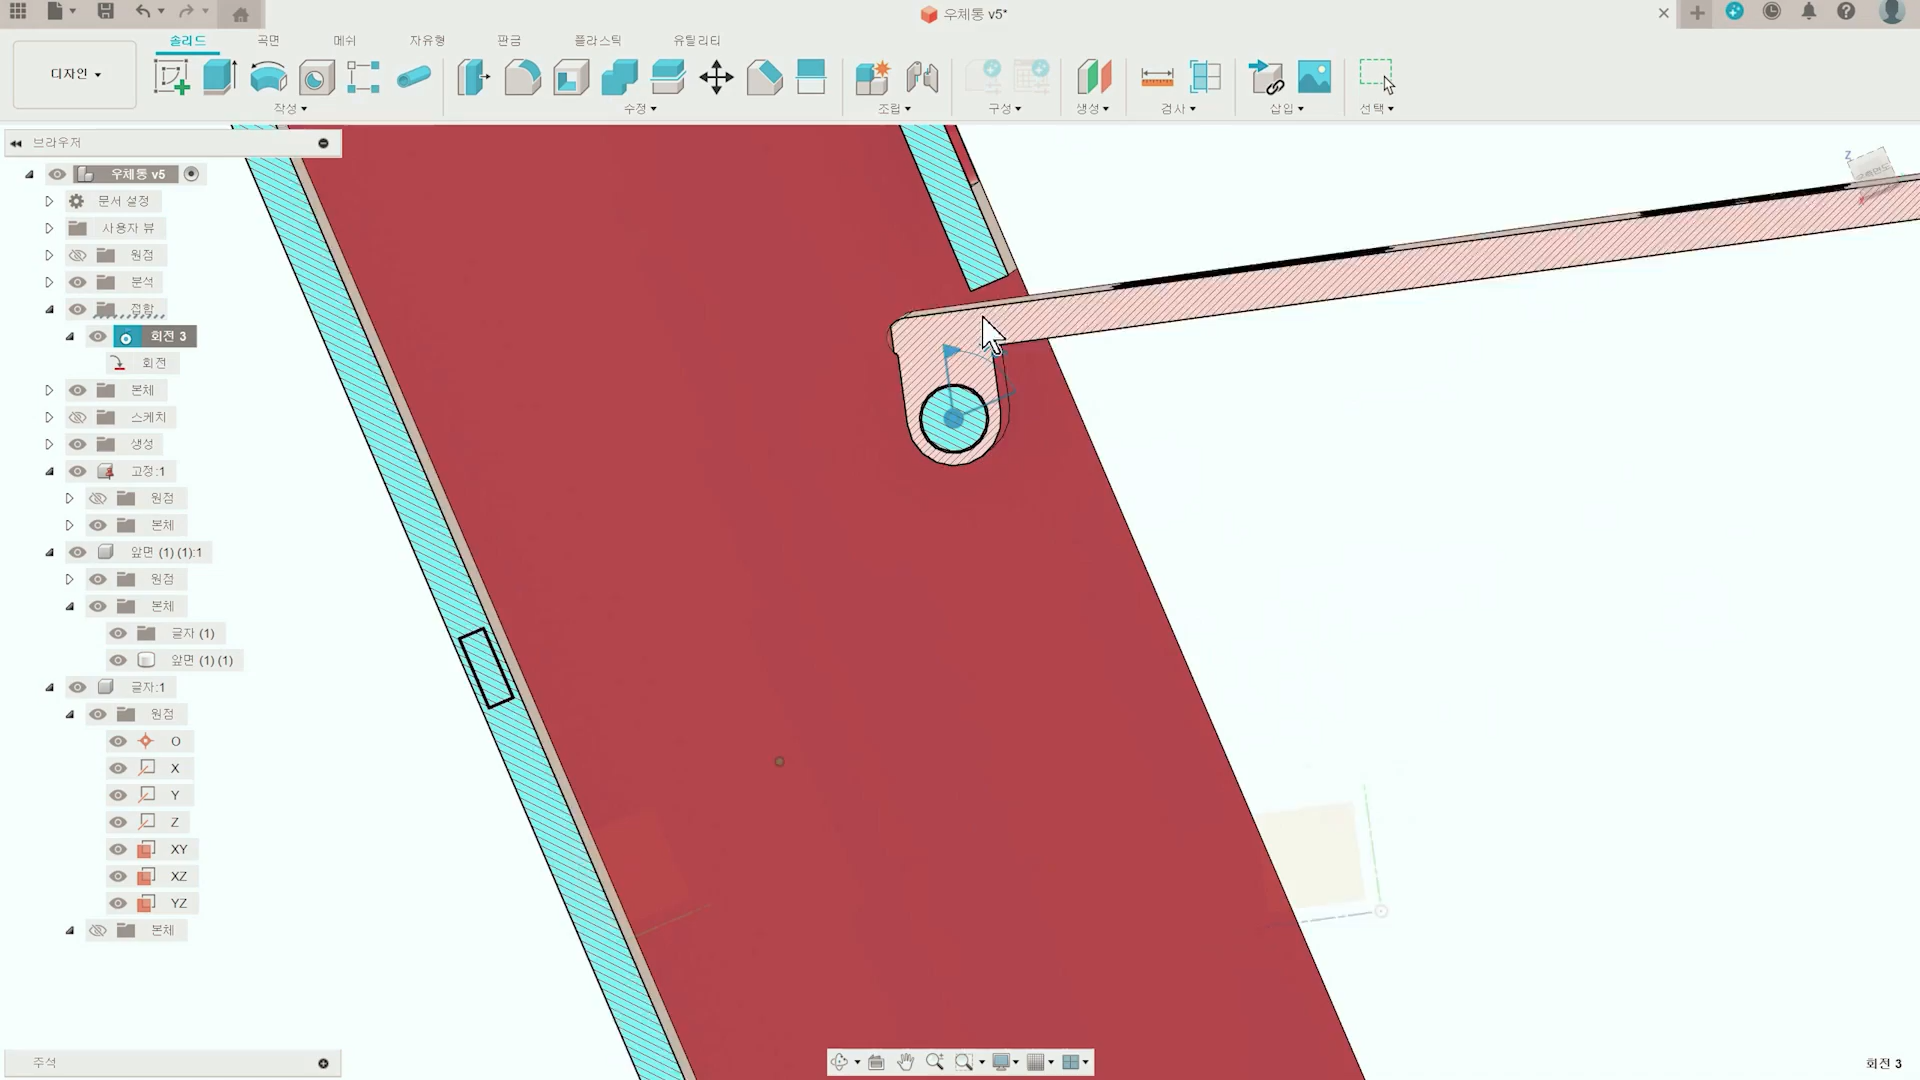 우체통 v5*
솔리드
곡면
메쉬
자유형
판금
플라스틱
유틸리티
디자인
작성
수정
조립
구성
생성
검사
삽입
선택
브라우저
우체통 v5
문서 설정
사용자 뷰
원점
분석
접합
회전 3
회전
본체
스케치
생성
고정:1
원점
본체
앞면 (1) (1):1
원점
본체
글자 (1)
앞면 (1) (1)
글자:1
원점
O
X
Y
Z
XY
XZ
YZ
본체
주석
Z
회전 3